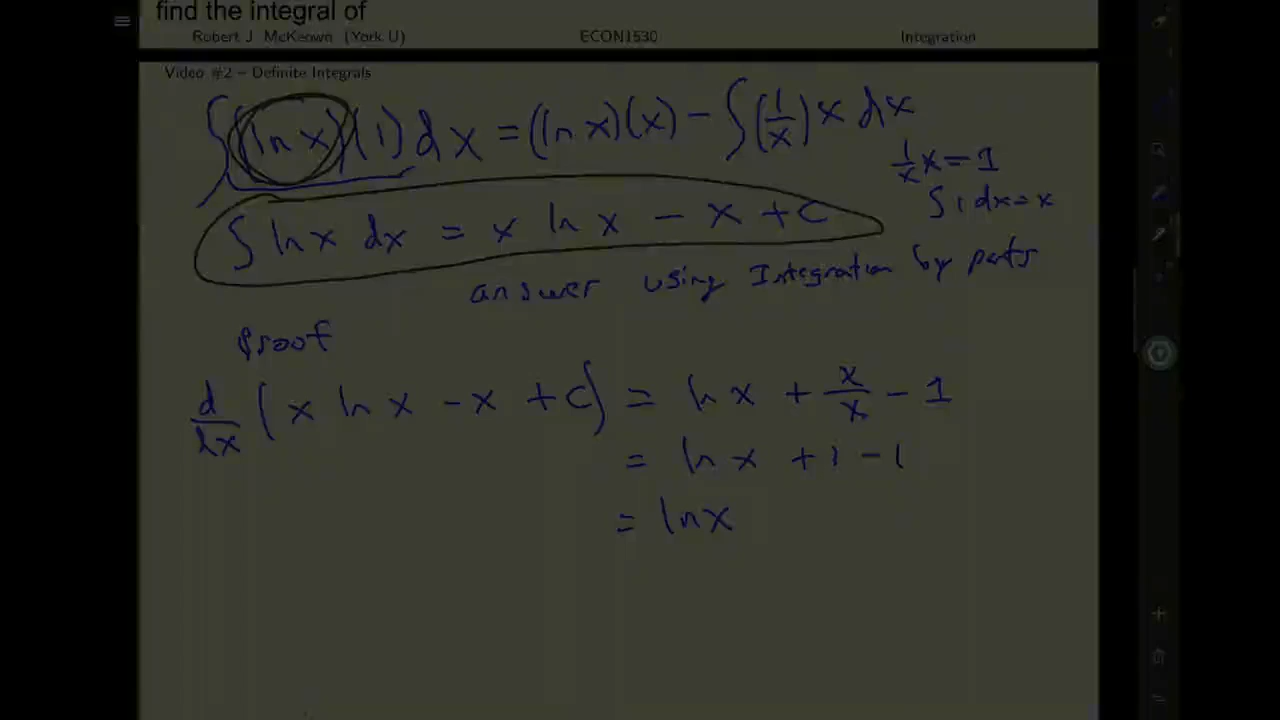 find the integral of
Robert J. McKeown (York U) ECON1530 Integration
Video #2 – Definite Integrals
∫(ln x)(1) dx = (ln x)(x) − ∫(1/x) x dx
1/x x = 1
∫ 1 dx = x
∫ ln x dx = x ln x − x + C
answer using Integration by parts
Proof
d/dx (x ln x − x + C) = ln x + x/x − 1
= ln x + 1 − 1
= ln x